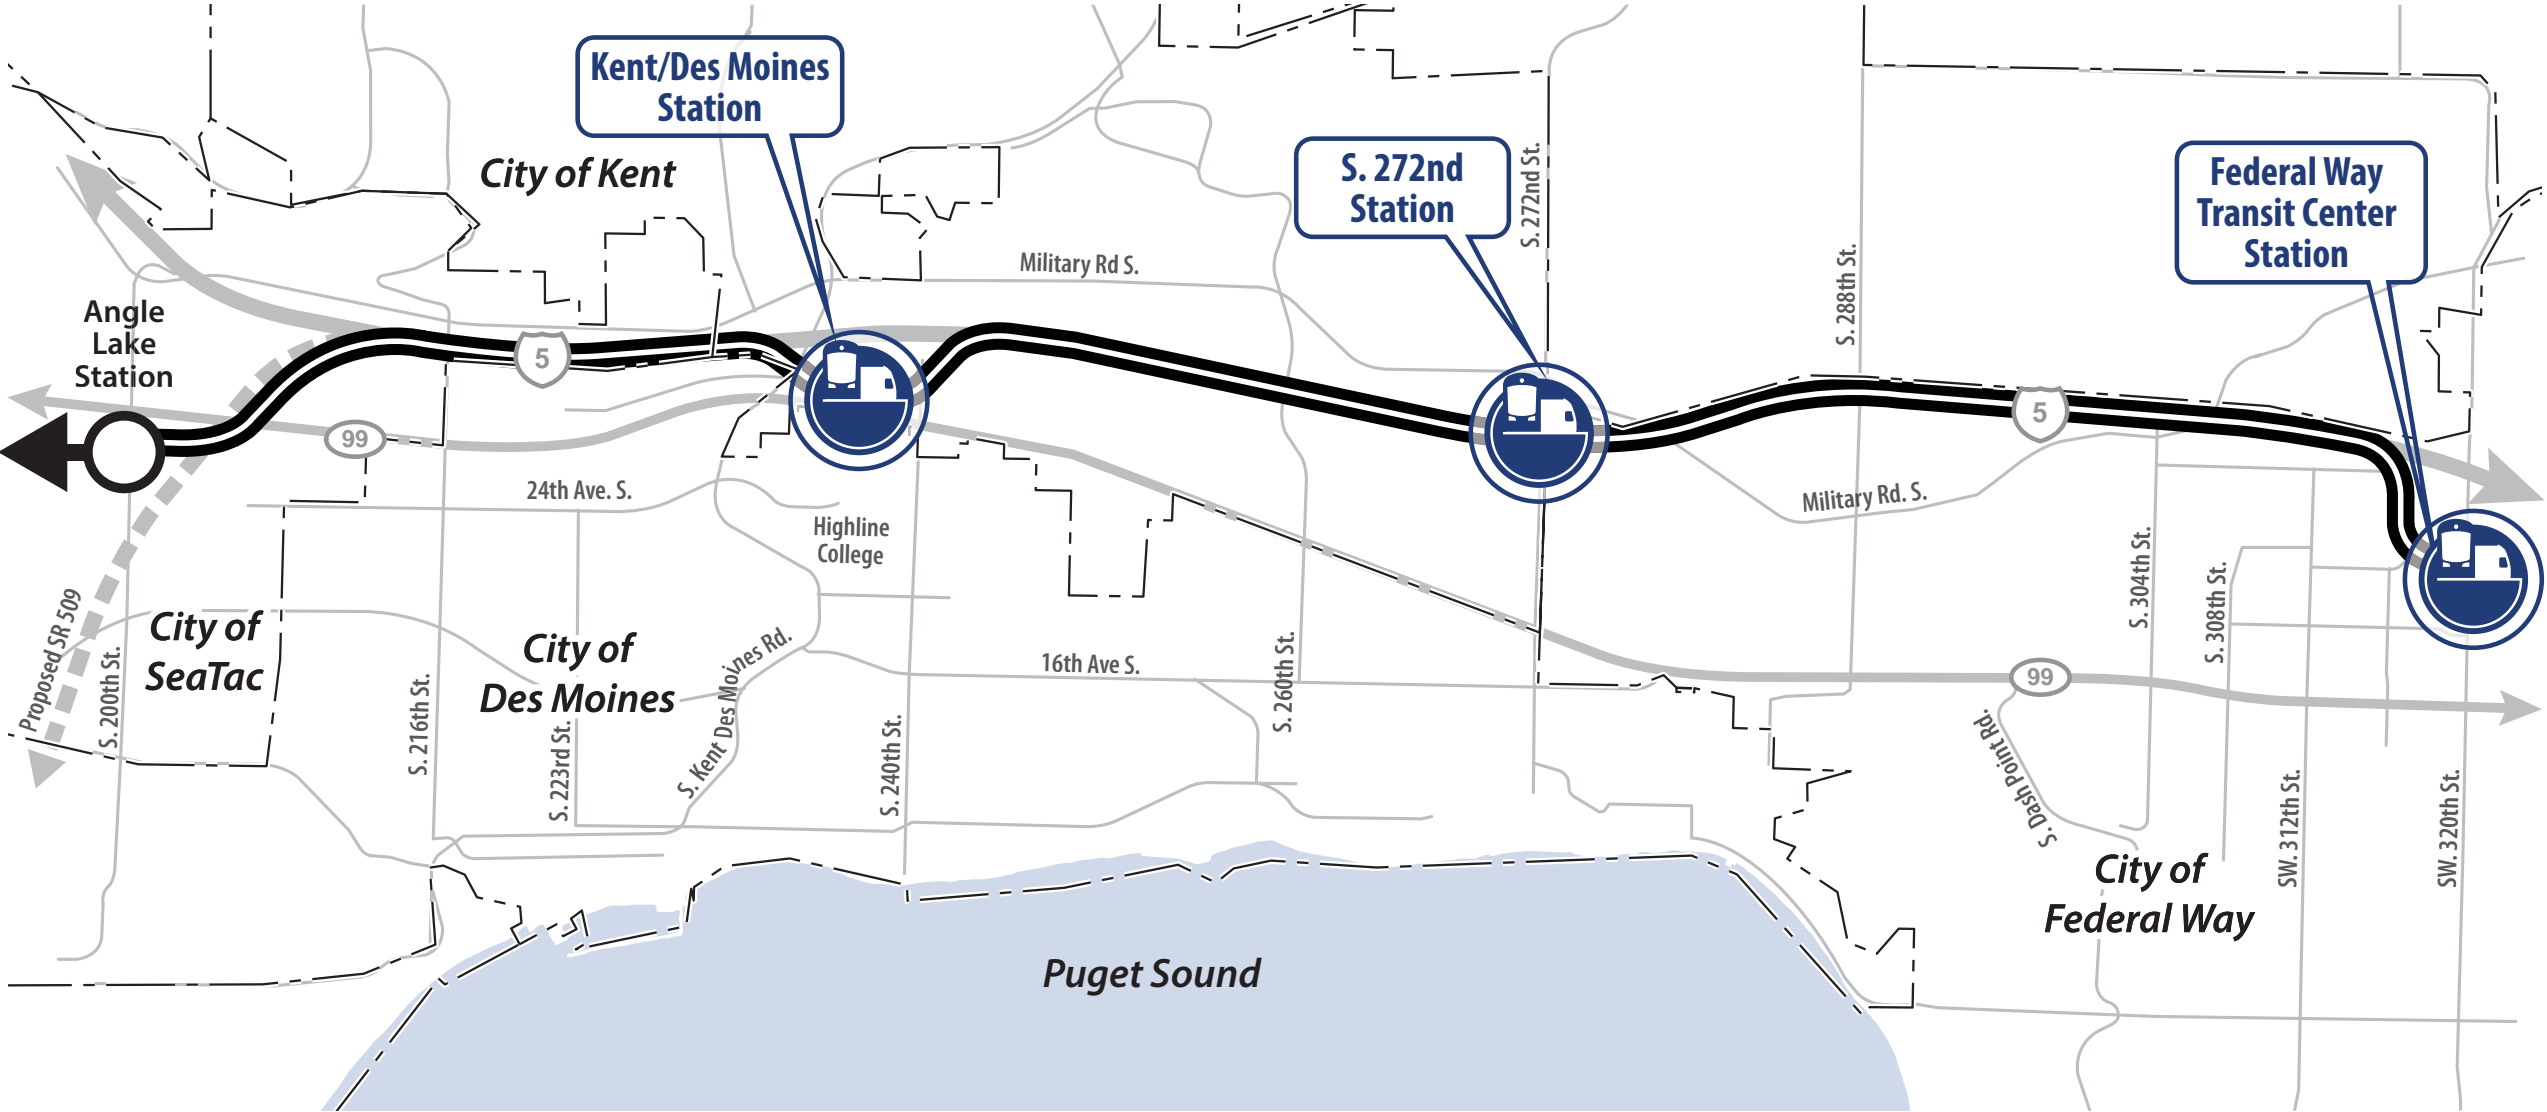 Kent/Des Moines
Station
City of Kent
S. 272nd
Station
S. 272nd St.
Federal Way
Transit Center
Station
Military Rd S.
S. 288th St.
Angle
Lake
Station
5
5
99
24th Ave. S.
Military Rd. S.
Highline
College
Proposed SR 509
City of
SeaTac
S. 200th St.
City of
Des Moines
S. Kent Des Moines Rd.
16th Ave S.
S. 260th St.
S. 304th St.
S. 308th St.
99
S. 216th St.
S. 223rd St.
S. 240th St.
S. Dash Point Rd.
SW. 312th St.
SW. 320th St.
City of
Federal Way
Puget Sound